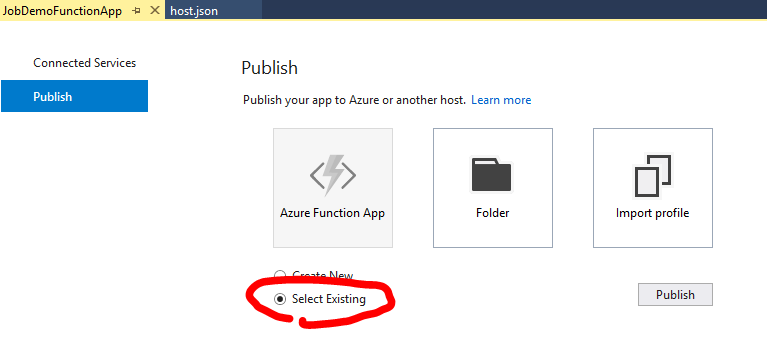 JobDemoFunctionApp
host.json
Connected Services
Publish
Publish
Publish your app to Azure or another host. Learn more
Azure Function App
Folder
Import profile
Create New
Select Existing
Publish